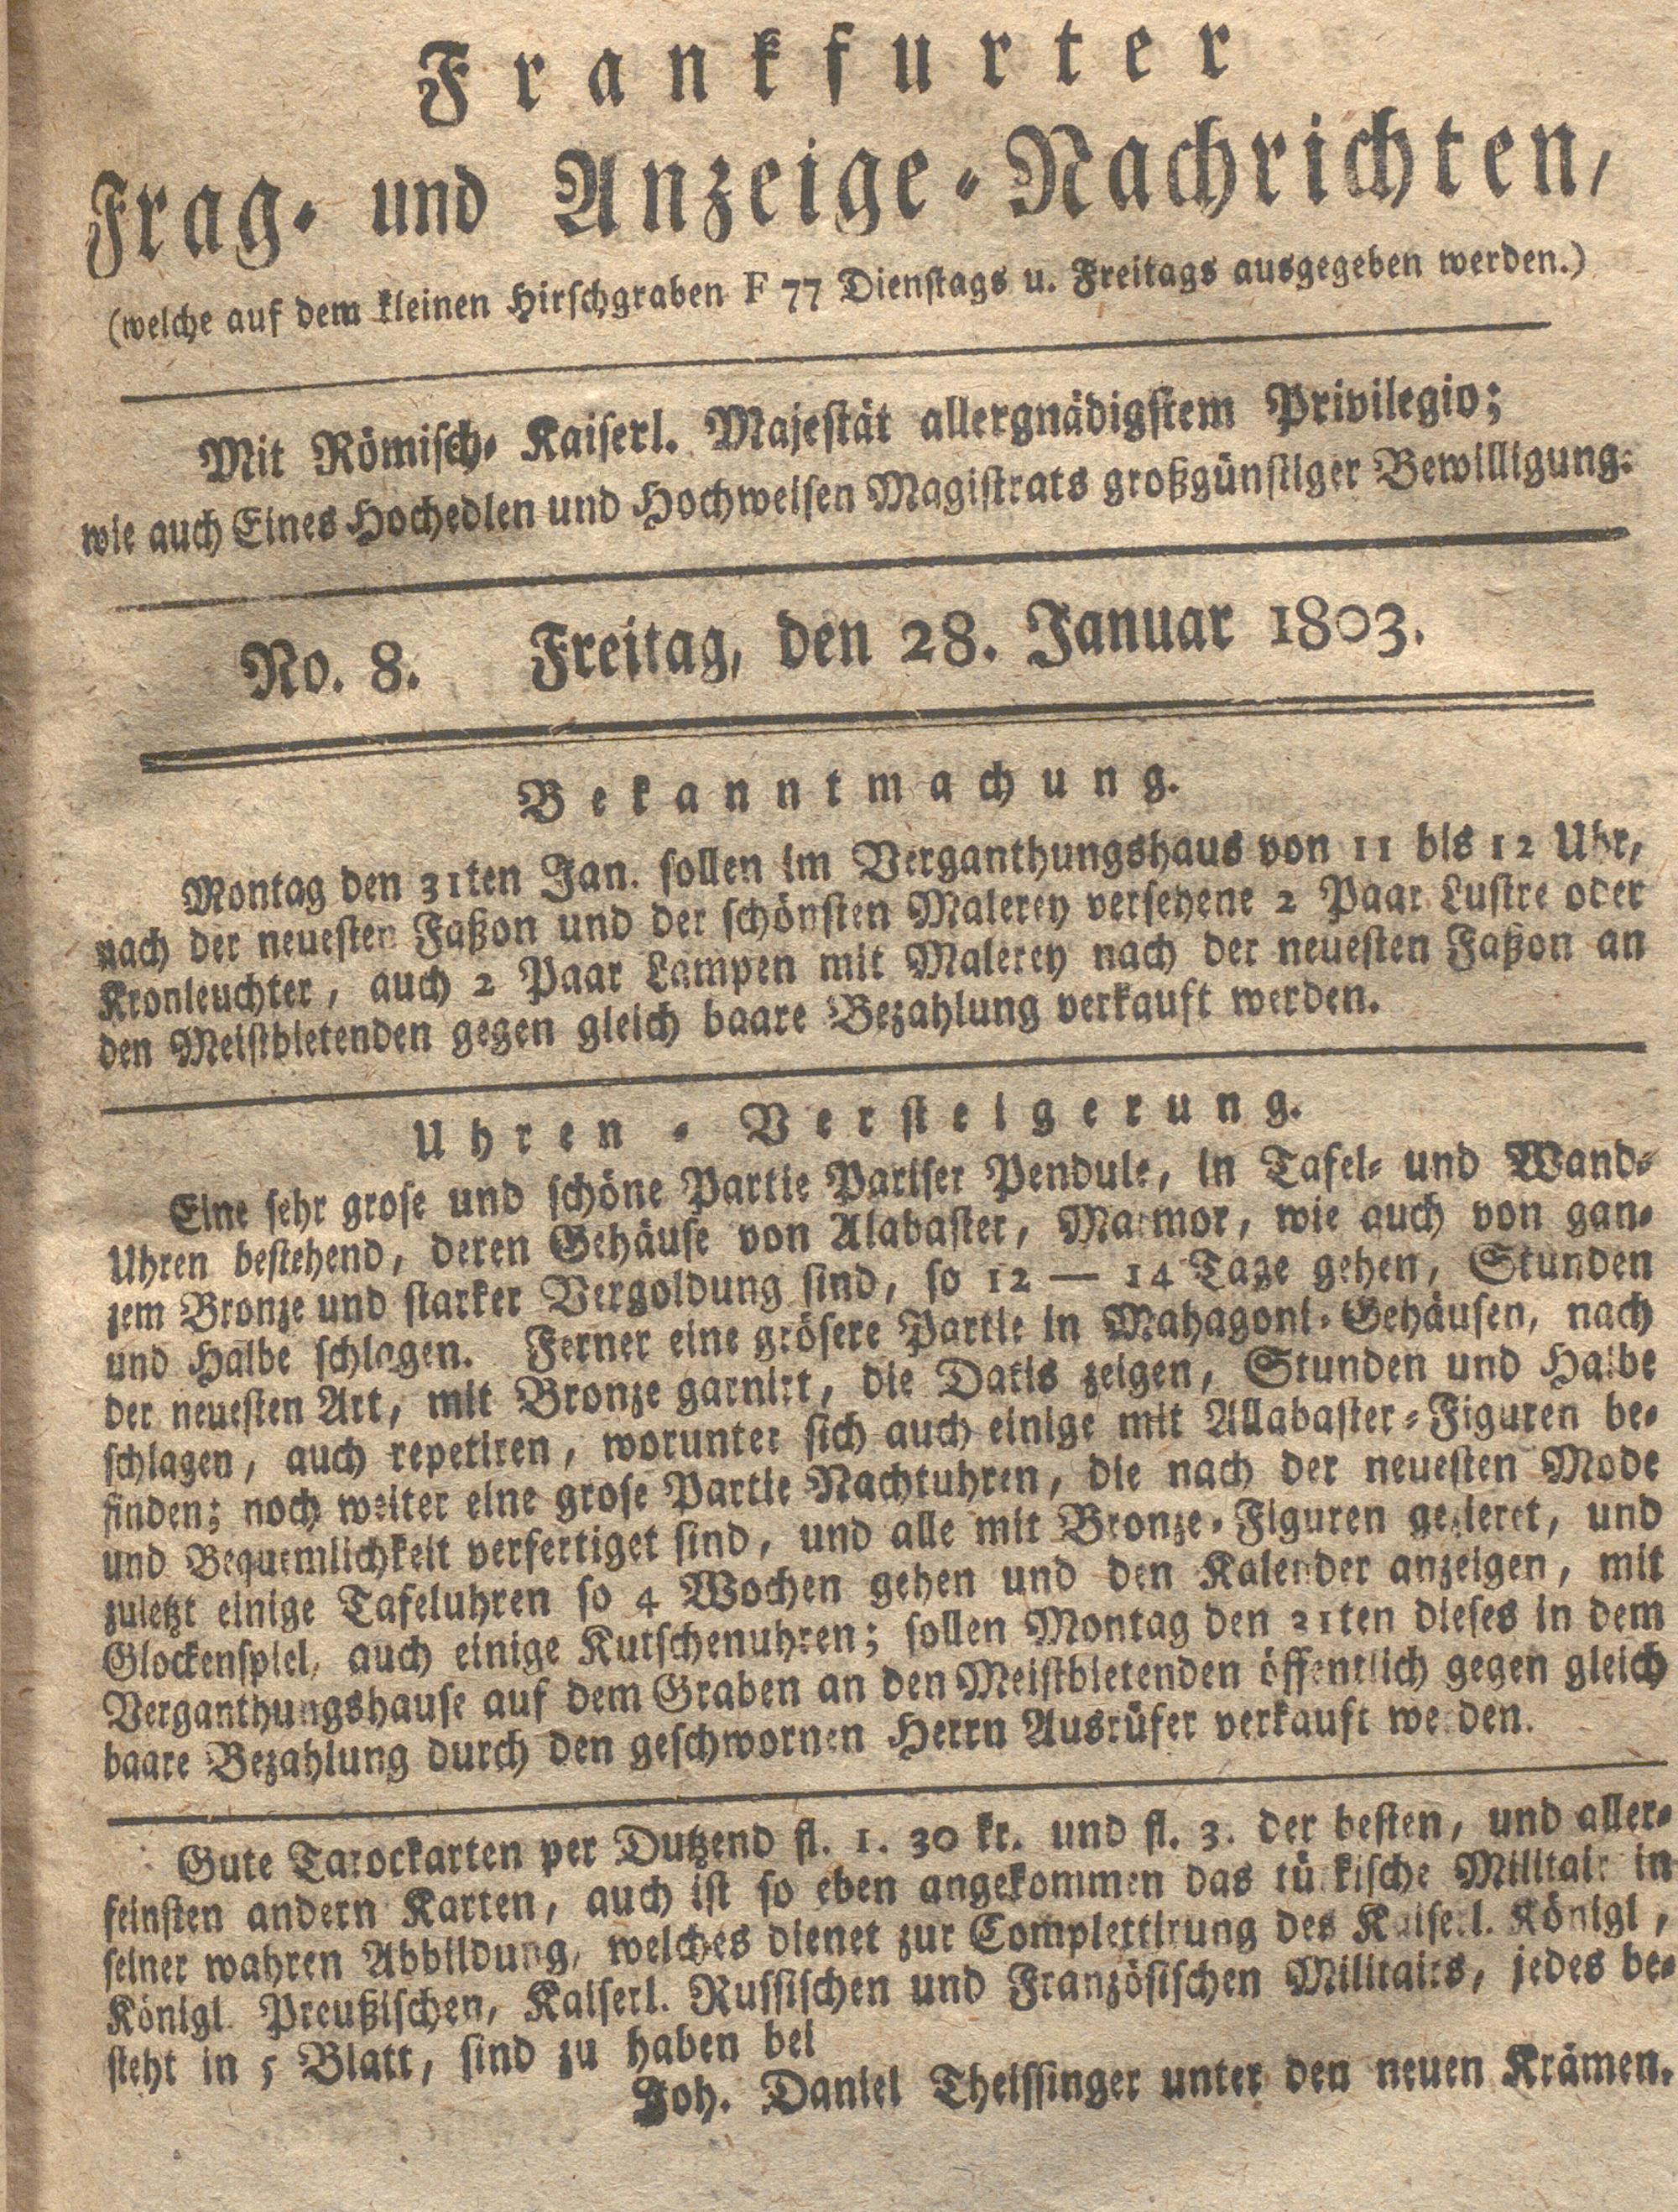 Frankfurter
Frag- und Anzeige-Nachrichten,
(welche auf dem kleinen Hirschgraben F 77 Dienstags u. Freitags ausgegeben werden.)
Mit Römisch- Kaiserl. Majestät allergnädigstem Privilegio;
wie auch Eines Hochedlen und Hochweisen Magistrats großgünstiger Bewilligung.
No. 8. Freitag, den 28. Januar 1803.
Bekanntmachung.
Montag den 31ten Jan. sollen im Verganthungshaus von 11 bis 12 Uhr,
nach der neuesten Faßon und der schönsten Malerey versehene 2 Paar Lustre oder
Kronleuchter, auch 2 Paar Lampen mit Malerey nach der neuesten Faßon an
den Meistbietenden gegen gleich baare Bezahlung verkauft werden.
Uhren-Versteigerung.
Eine sehr grose und schöne Partie Pariser Pendule, in Tafel- und Wand-
Uhren bestehend, deren Gehäuse von Alabaster, Marmor, wie auch von gan-
zem Bronze und starker Vergoldung sind, so 12 — 14 Tage gehen, Stunden
und Halbe schlagen. Ferner eine grösere Partie in Mahagoni-Gehäusen, nach
der neuesten Art, mit Bronze garnirt, die Datis zeigen, Stunden und Halbe
schlagen, auch repetiren, worunter sich auch einige mit Allabaster-Figuren be-
finden; noch weiter eine grose Partie Nachtuhren, die nach der neuesten Mode
und Bequemlichkeit verfertiget sind, und alle mit Bronze-Figuren gezieret, und
zuletzt einige Tafeluhren so 4 Wochen gehen und den Kalender anzeigen, mit
Glockenspiel, auch einige Kutschenuhren; sollen Montag den 31ten dieses in dem
Verganthungshause auf dem Graben an den Meistbietenden öffentlich gegen gleich
baare Bezahlung durch den geschwornen Herrn Ausrüfer verkauft werden.
Gute Tarockarten per Dutzend fl. 1. 30 kr. und fl. 3. der besten, und aller-
feinsten andern Karten, auch ist so eben angekommen das türkische Militair in
seiner wahren Abbildung, welches dienet zur Complettirung des Kaiserl. Königl,
Königl. Preußischen, Kaiserl. Russischen und Französischen Militairs, jedes be-
steht in 5 Blatt, sind zu haben bei
Joh. Daniel Theissinger unter den neuen Krämen.